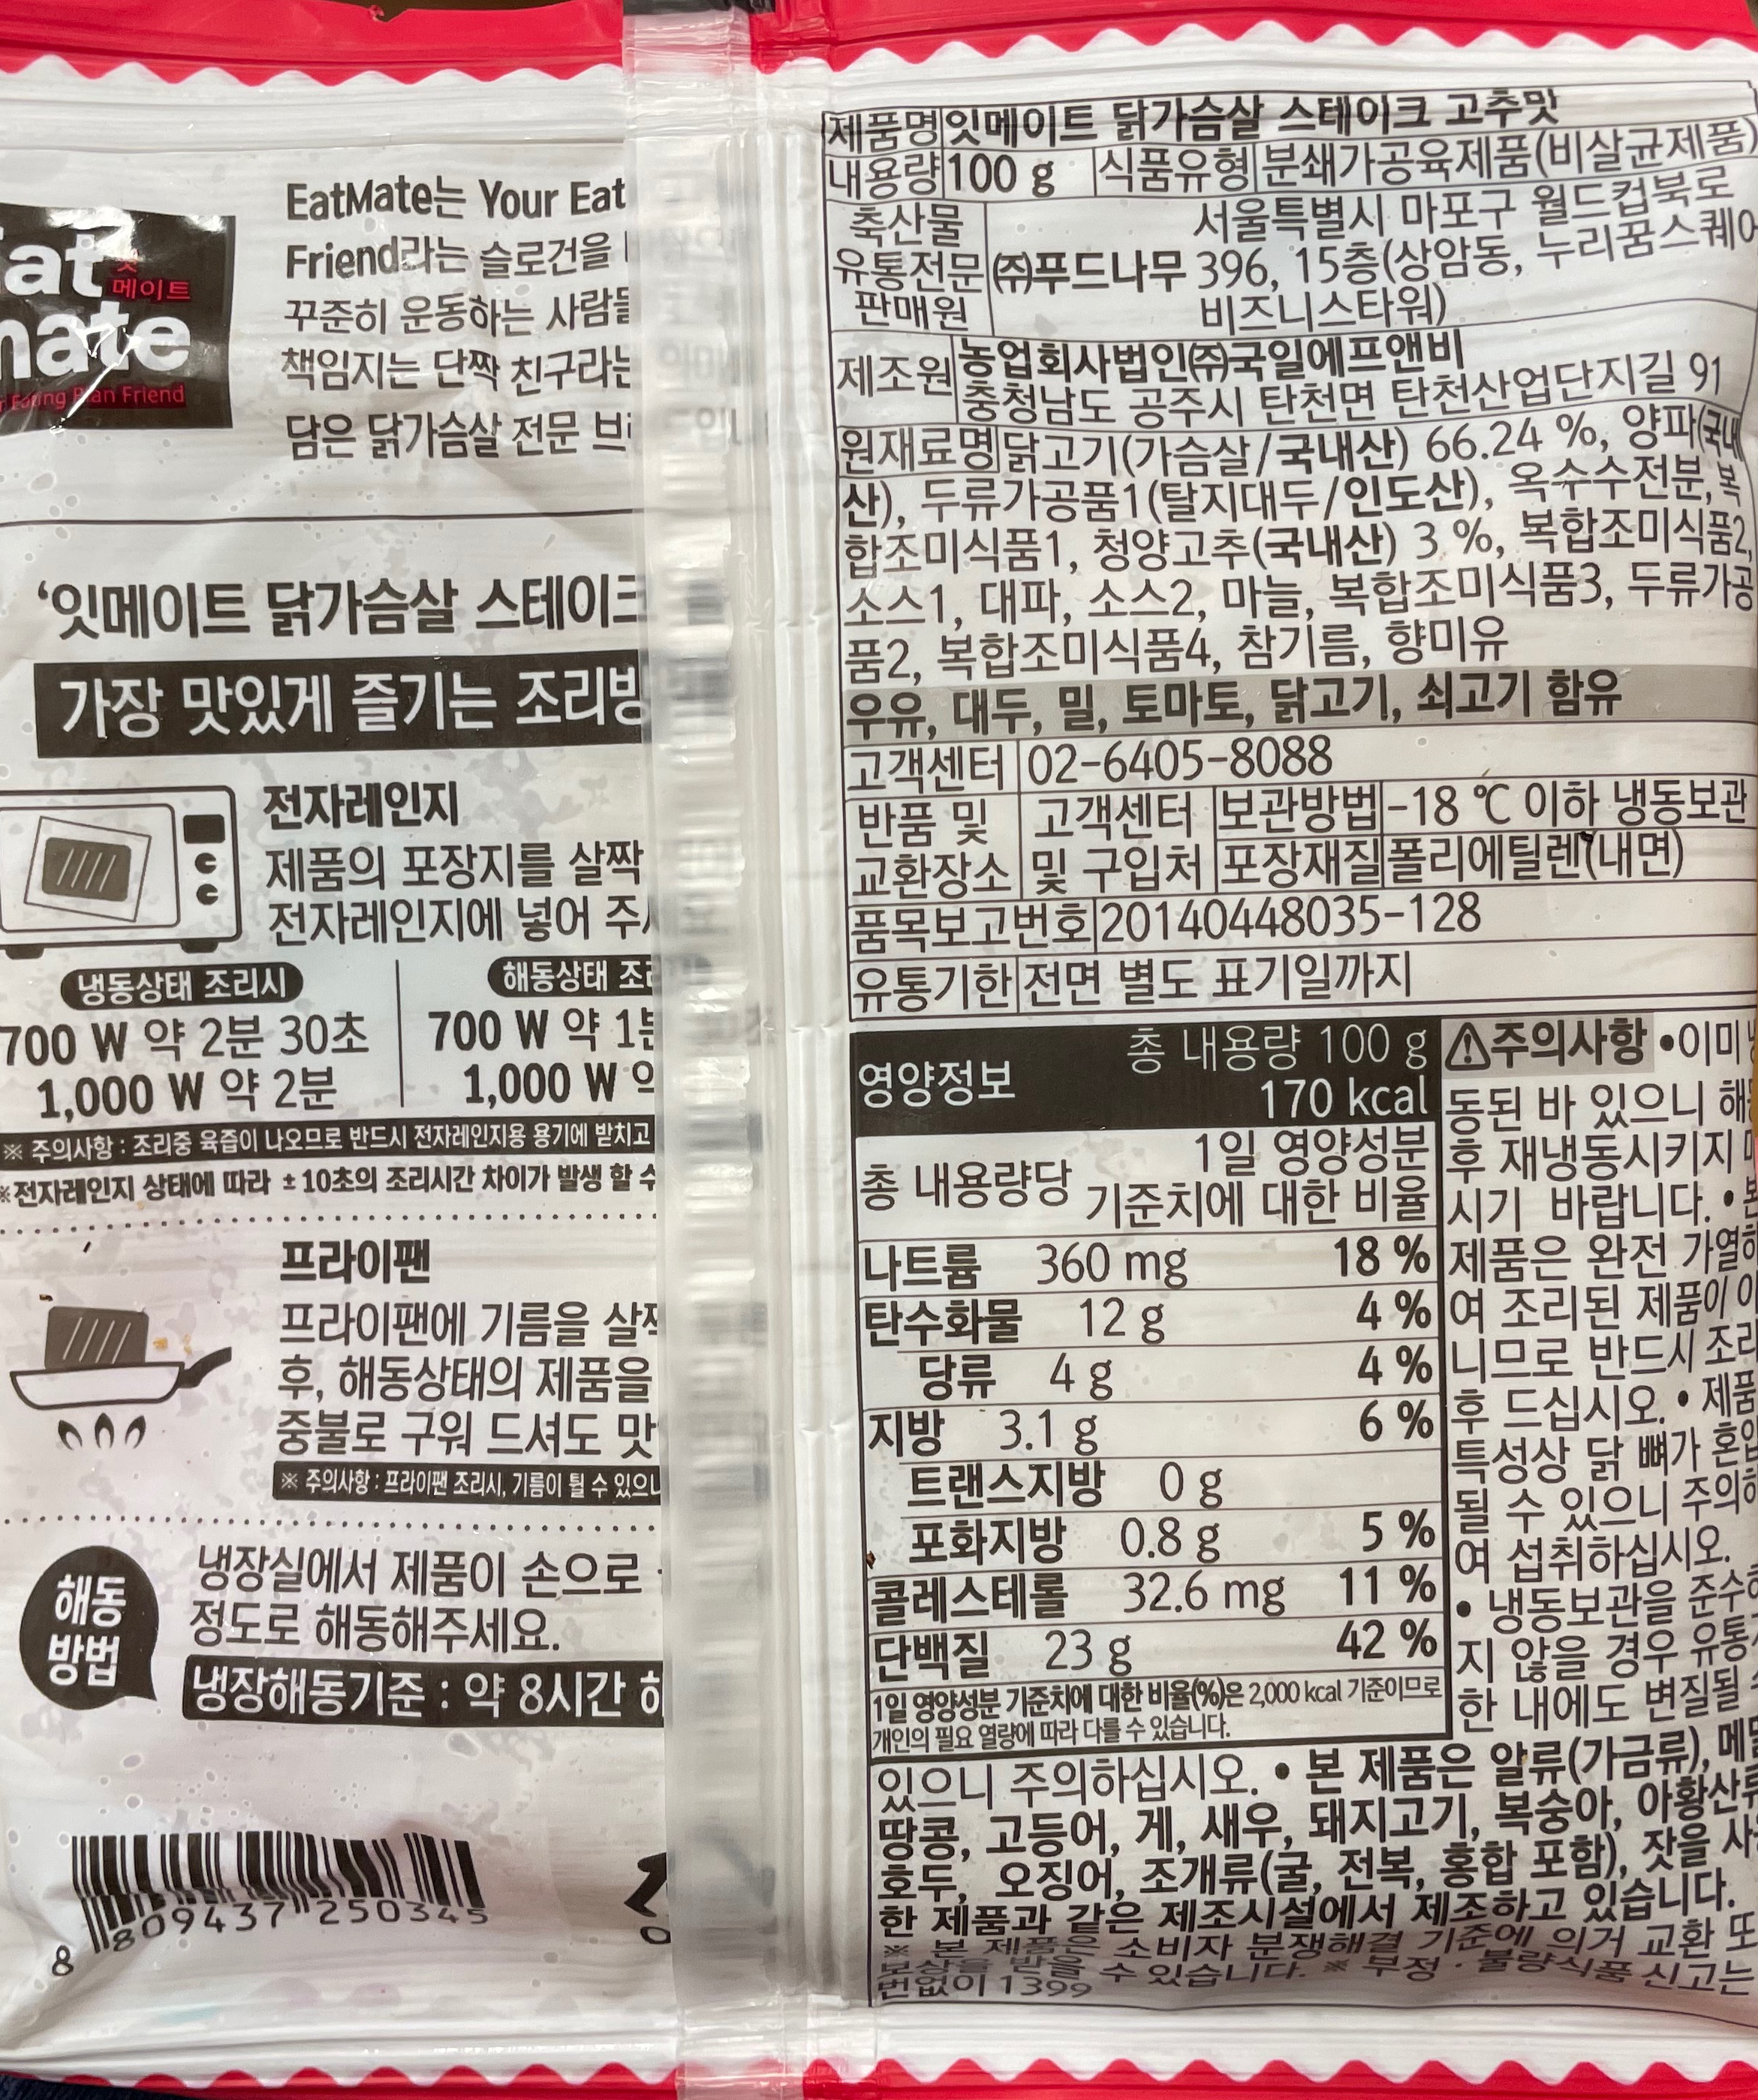 eat
잇
메이트
mate
Eating Plan Friend
EatMate는 Your Eat
Friend라는 슬로건을
꾸준히 운동하는 사람들
책임지는 단짝 친구라는
담은 닭가슴살 전문 브
‘잇메이트 닭가슴살 스테이크
가장 맛있게 즐기는 조리방
전자레인지
제품의 포장지를 살짝
전자레인지에 넣어 주
냉동상태 조리시
700 W 약 2분 30초
1,000 W 약 2분
해동상태 조리
700 W 약 1분
1,000 W 약
※ 주의사항 : 조리중 육즙이 나오므로 반드시 전자레인지용 용기에 받치고
※전자레인지 상태에 따라 ±10초의 조리시간 차이가 발생 할 수
프라이팬
프라이팬에 기름을 살짝
후, 해동상태의 제품을
중불로 구워 드셔도 맛
※ 주의사항 : 프라이팬 조리시, 기름이 튈 수 있으니
해동
방법
냉장실에서 제품이 손으로
정도로 해동해주세요.
냉장해동기준 : 약 8시간 해
8 809437 250345
제품명 잇메이트 닭가슴살 스테이크 고추맛
내용량 100 g 식품유형 분쇄가공육제품(비살균제품)
축산물
유통전문
판매원
㈜푸드나무
서울특별시 마포구 월드컵북로
396, 15층(상암동, 누리꿈스퀘어
비즈니스타워)
제조원 농업회사법인㈜국일에프앤비
충청남도 공주시 탄천면 탄천산업단지길 91
원재료명 닭고기(가슴살/국내산) 66.24 %, 양파(국내
산), 두류가공품1(탈지대두/인도산), 옥수수전분, 복
합조미식품1, 청양고추(국내산) 3 %, 복합조미식품2,
소스1, 대파, 소스2, 마늘, 복합조미식품3, 두류가공
품2, 복합조미식품4, 참기름, 향미유
우유, 대두, 밀, 토마토, 닭고기, 쇠고기 함유
고객센터 02-6405-8088
반품 및
교환장소
고객센터
및 구입처
보관방법 -18 ℃ 이하 냉동보관
포장재질 폴리에틸렌(내면)
품목보고번호 20140448035-128
유통기한 전면 별도 표기일까지
영양정보
총 내용량 100 g
170 kcal
총 내용량당
1일 영양성분
기준치에 대한 비율
나트륨 360 mg 18 %
탄수화물 12 g 4 %
당류 4 g 4 %
지방 3.1 g 6 %
트랜스지방 0 g
포화지방 0.8 g 5 %
콜레스테롤 32.6 mg 11 %
단백질 23 g 42 %
1일 영양성분 기준치에 대한 비율(%)은 2,000 kcal 기준이므로
개인의 필요 열량에 따라 다를 수 있습니다.
⚠주의사항 •이미
동된 바 있으니 해동
후 재냉동시키지 마
시기 바랍니다. •본
제품은 완전 가열하
여 조리된 제품이 아
니므로 반드시 조리
후 드십시오. • 제품
특성상 닭 뼈가 혼입
될 수 있으니 주의하
여 섭취하십시오.
• 냉동보관을 준수하
지 않을 경우 유통기
한 내에도 변질될 수
있으니 주의하십시오. • 본 제품은 알류(가금류), 메밀
땅콩, 고등어, 게, 새우, 돼지고기, 복숭아, 아황산류
호두, 오징어, 조개류(굴, 전복, 홍합 포함), 잣을 사용
한 제품과 같은 제조시설에서 제조하고 있습니다.
※ 본 제품은 소비자 분쟁해결 기준에 의거 교환 또
보상을 받을 수 있습니다. ※ 부정 · 불량식품 신고는
번없이 1399